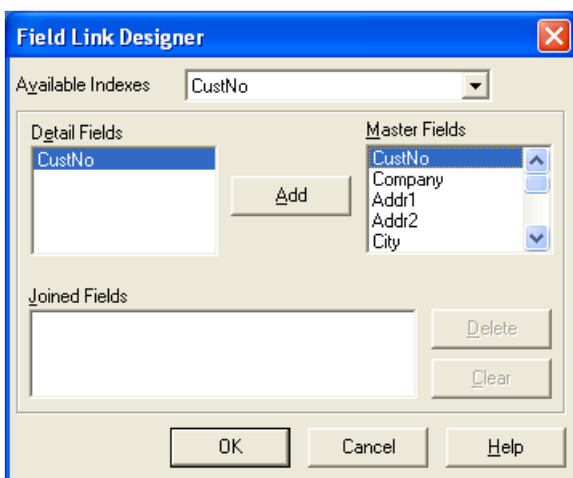 Field Link Designer
Available Indexes CustNo
Detail Fields Master Fields
CustNo CustNo
Company
Add Addr1
Addr2
City
Joined Fields
Delete
Clear
OK Cancel Help